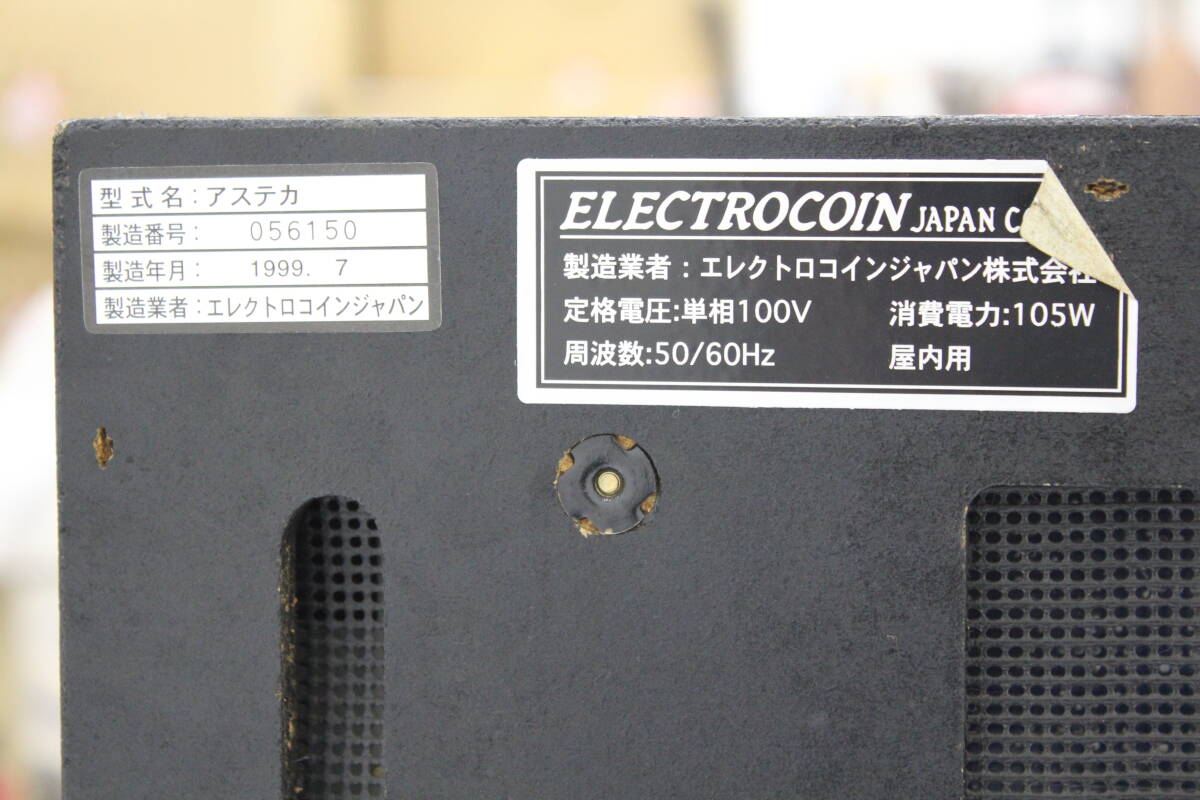 型式名:アステカ
製造番号: 056150
製造年月: 1999. 7
製造業者:エレクトロコインジャパン
ELECTROCOIN JAPAN
製造業者:エレクトロコインジャパン株式会社
定格電圧:単相100V 消費電力:105W
周波数:50/60Hz 屋内用